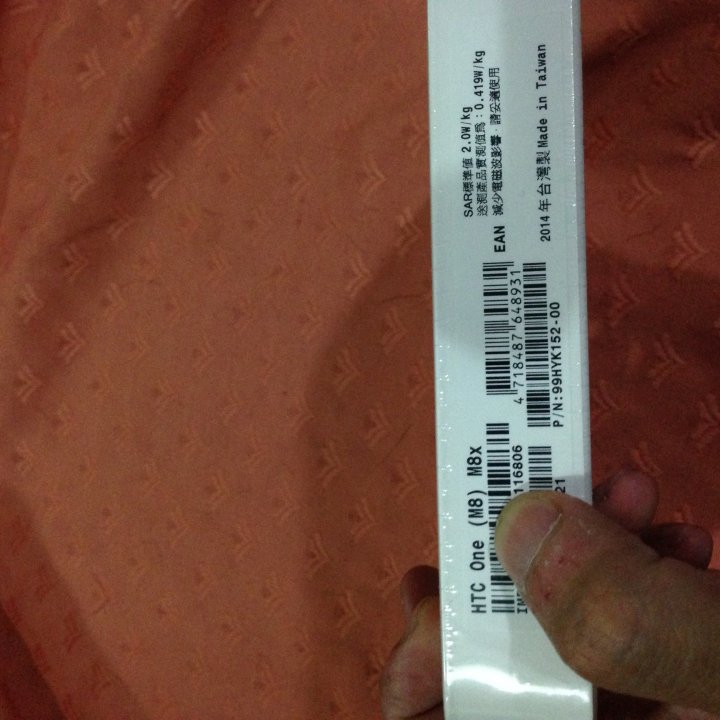 HTC One (M8) M8x
116806
21
4 718487 648931
EAN
P/N:99HYK152-00
SAR標準值 2.0W/kg
送測產品實測值為：0.419W/kg
減少電磁波影響，請妥適使用
2014 年 台灣製 Made in Taiwan